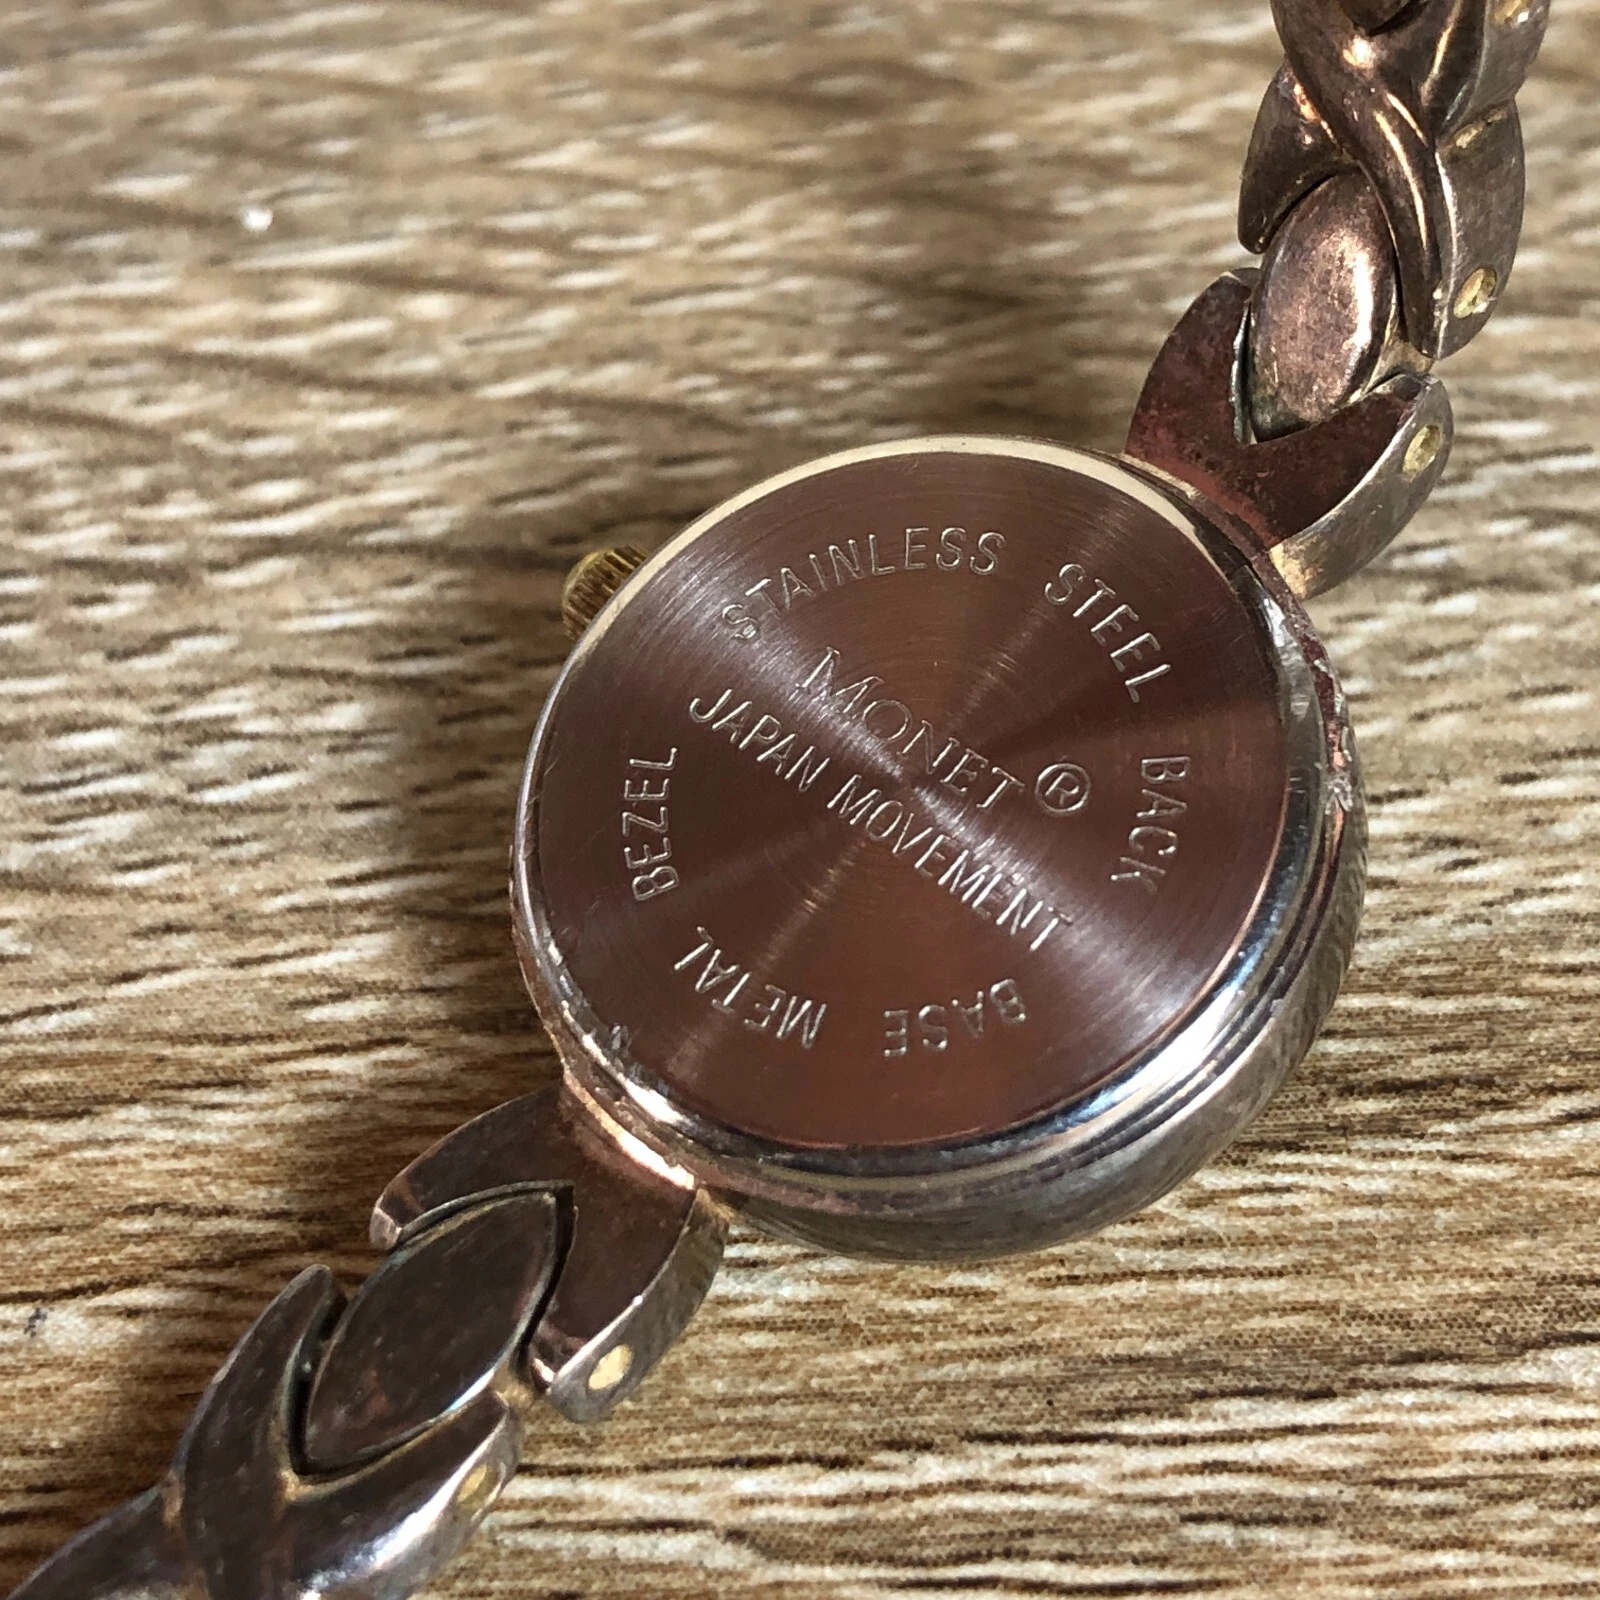 STAINLESS STEEL BACK
MONET®
JAPAN MOVEMENT
BASE METAL BEZEL